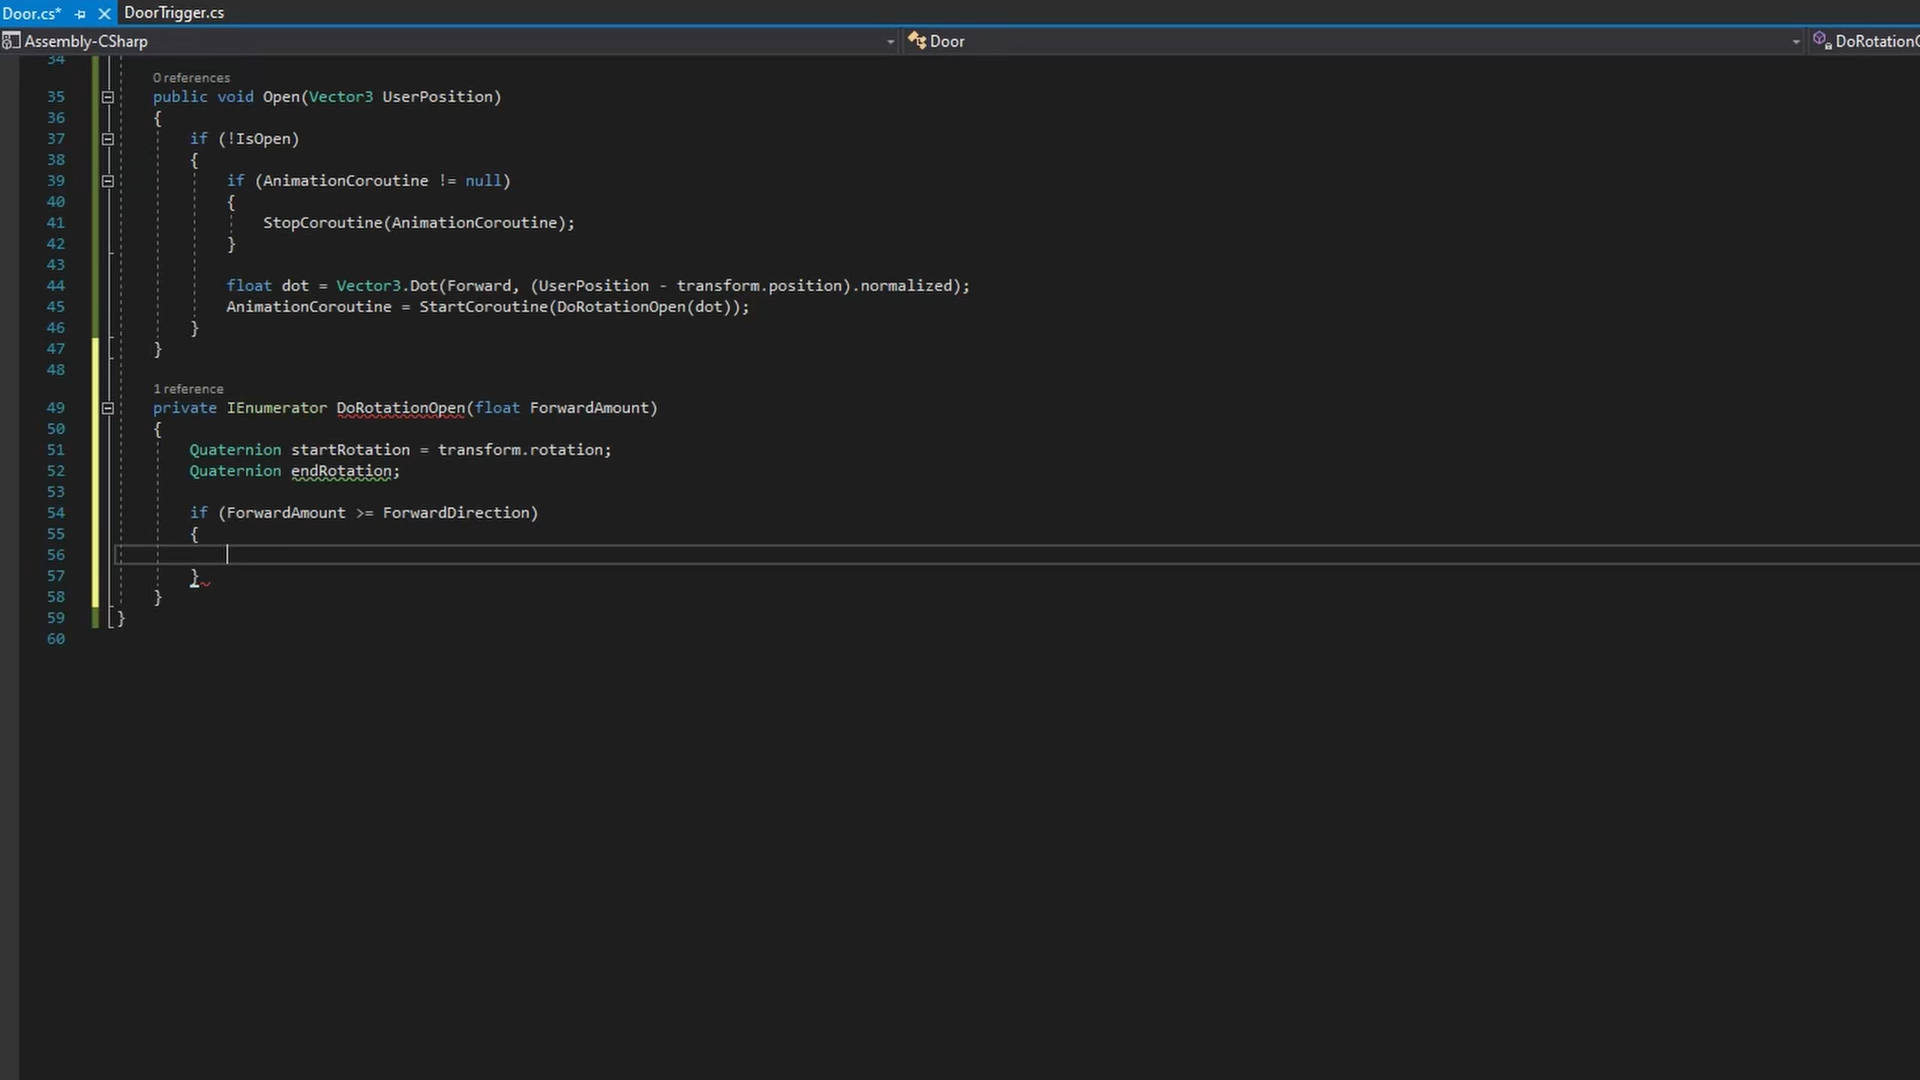 Door.cs* DoorTrigger.cs
Assembly-CSharp Door DoRotationO
34
0 references
35 public void Open(Vector3 UserPosition)
36 {
37 if (!IsOpen)
38 {
39 if (AnimationCoroutine != null)
40 {
41 StopCoroutine(AnimationCoroutine);
42 }
43
44 float dot = Vector3.Dot(Forward, (UserPosition - transform.position).normalized);
45 AnimationCoroutine = StartCoroutine(DoRotationOpen(dot));
46 }
47 }
48
1 reference
49 private IEnumerator DoRotationOpen(float ForwardAmount)
50 {
51 Quaternion startRotation = transform.rotation;
52 Quaternion endRotation;
53
54 if (ForwardAmount >= ForwardDirection)
55 {
56
57 }
58 }
59 }
60